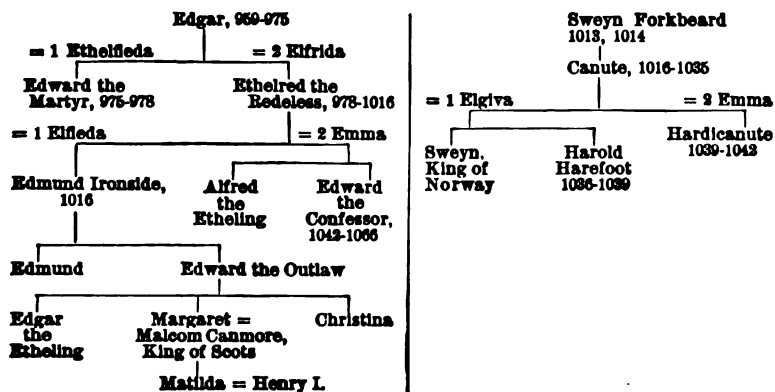 Edgar, 959-975
= 1 Ethelfleda = 2 Elfrida
Edward the Ethelred the
Martyr, 975-978 Redeless, 978-1016
= 1 Elfleda = 2 Emma
Edmund Ironside, Alfred Edward
1016 the the
Etheling Confessor,
1042-1066
Edmund Edward the Outlaw
Edgar Margaret = Christina
the Malcom Canmore,
Etheling King of Scots
Matilda = Henry I.
Sweyn Forkbeard
1013, 1014
Canute, 1016-1035
= 1 Elgiva = 2 Emma
Sweyn, Harold Hardicanute
King of Harefoot 1039-1042
Norway 1036-1039